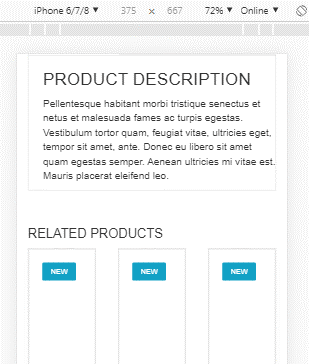 iPhone 6/7/8 ▼ 375 × 667 72% ▼ Online ▼
PRODUCT DESCRIPTION
Pellentesque habitant morbi tristique senectus et
netus et malesuada fames ac turpis egestas.
Vestibulum tortor quam, feugiat vitae, ultricies eget,
tempor sit amet, ante. Donec eu libero sit amet
quam egestas semper. Aenean ultricies mi vitae est.
Mauris placerat eleifend leo.
RELATED PRODUCTS
NEW NEW NEW